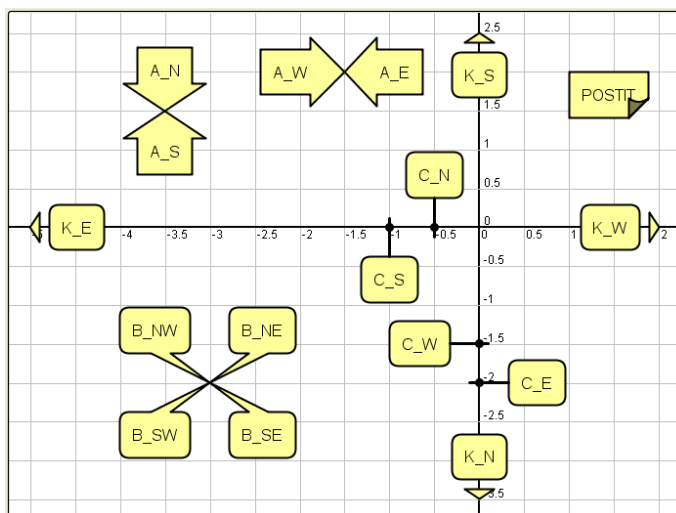 2.5
A_N
A_W
A_E
K_S
POSTIT
1.5
A_S
1
C_N
0.5
K_E
-4
-3.5
-3
-2.5
-2
-1.5
-1
-0.5
0
0
0.5
1
K_W
2
C_S
-1
B_NW
B_NE
C_W
-1.5
C_E
-2
B_SW
B_SE
-2.5
K_N
-3.5